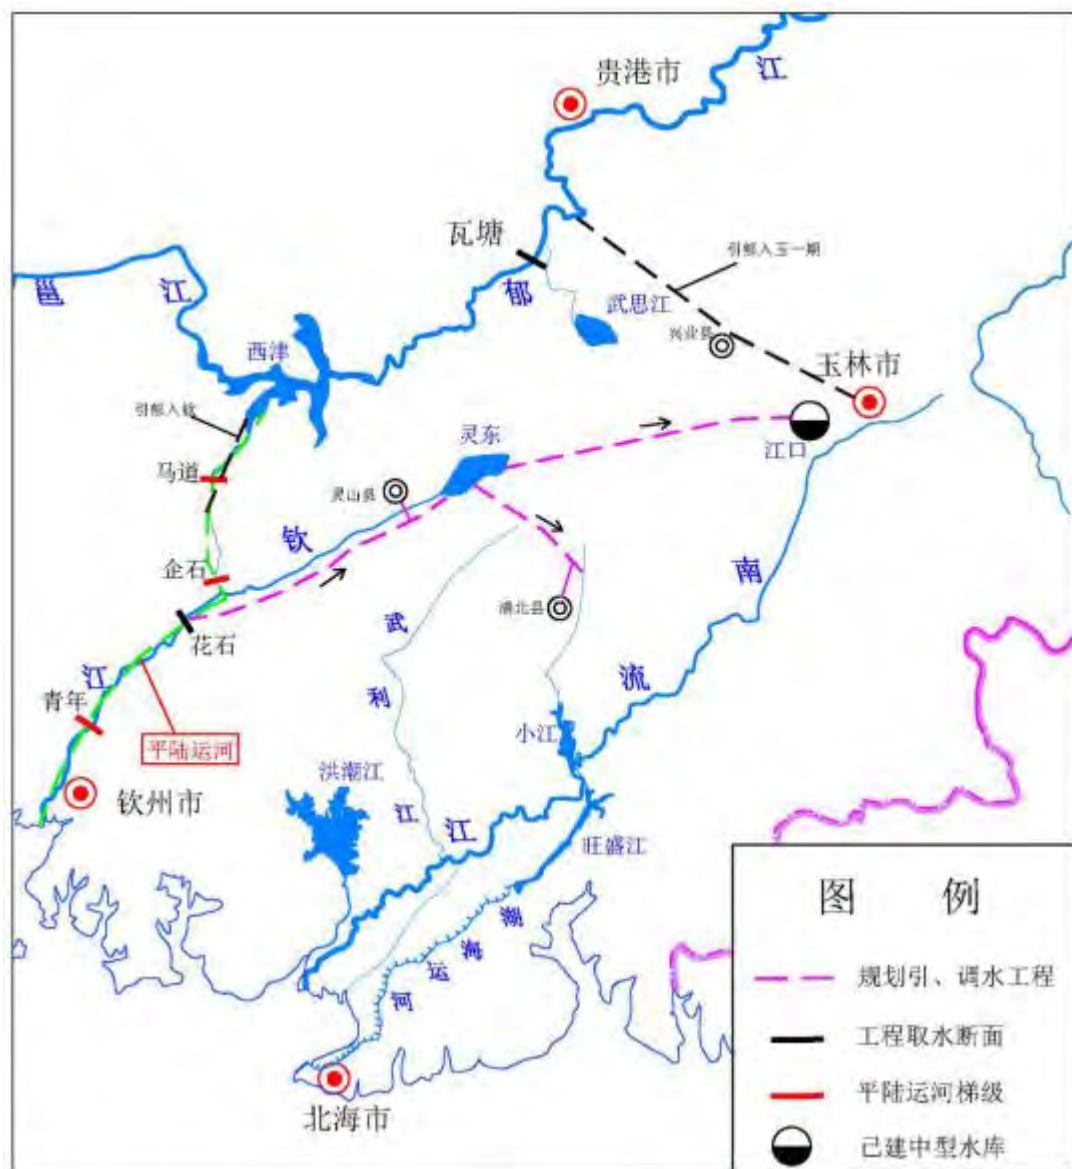 贵港市
江
瓦塘
引郁入玉一期
邕
江
郁
武思江
兴业县
西津
玉林市
引郁入钦
灵东
江口
马道
灵山县
钦
企石
南
浦北县
武
花石
江
利
流
青年
平陆运河
小江
钦州市
洪潮江
江
江
旺盛江
湖
海
运
河
北海市
图 例
规划引、调水工程
工程取水断面
平陆运河梯级
已建中型水库